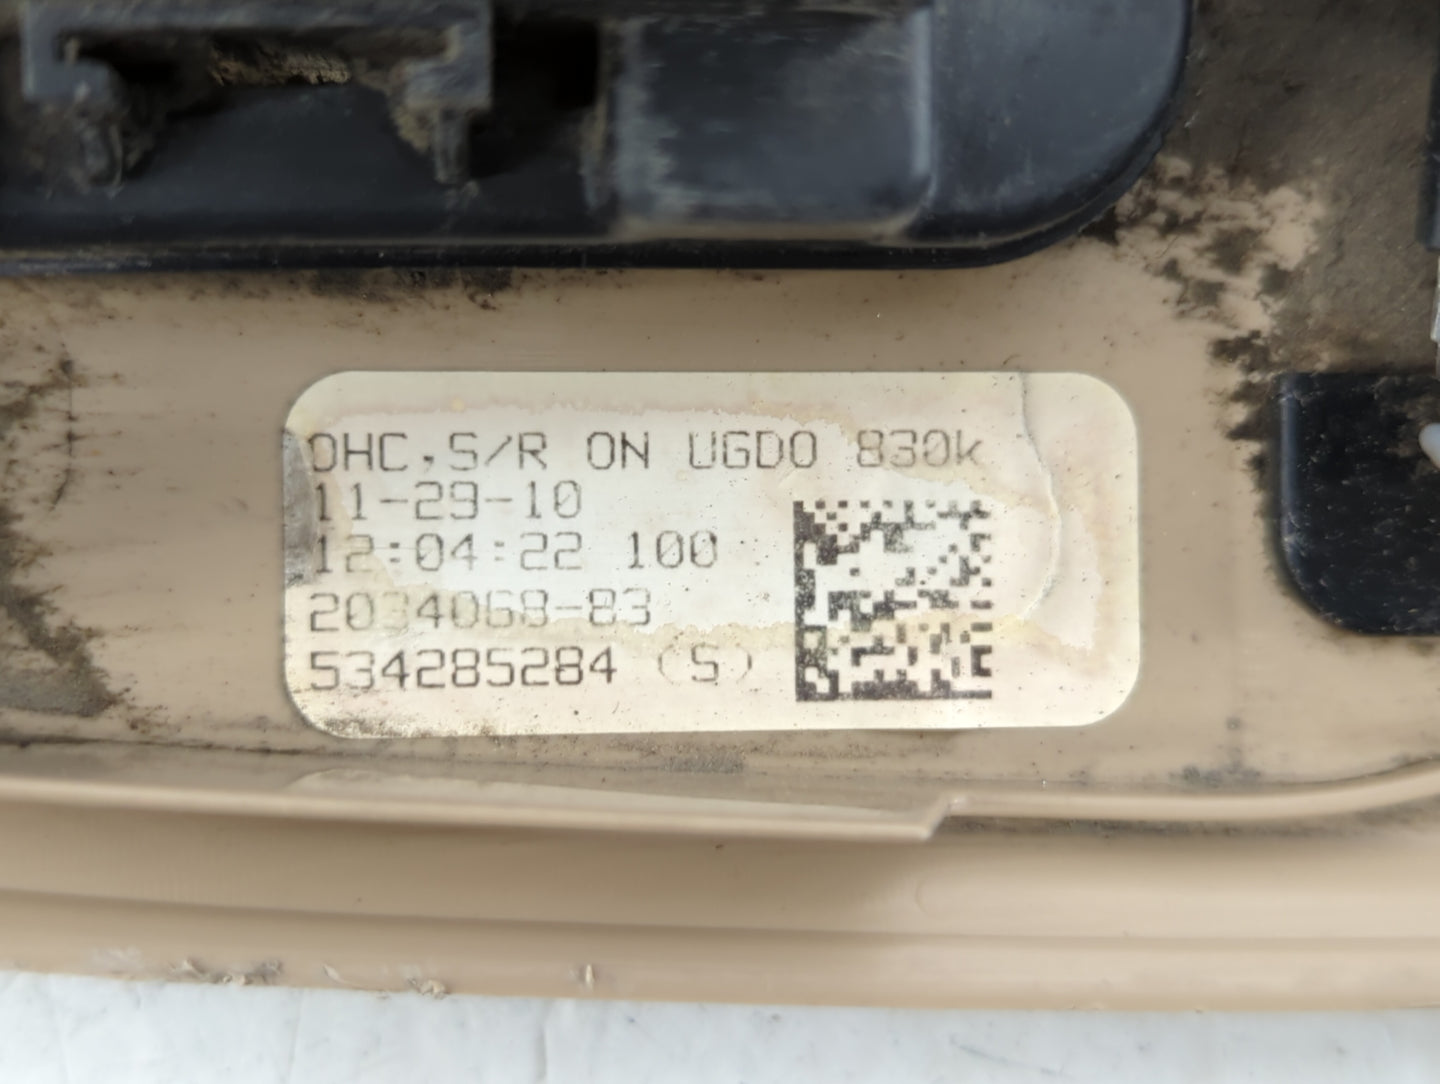 OHC,S/R ON UGDO 830k
11-29-10
12:04:22 100
2034068-83
534285284 (S)